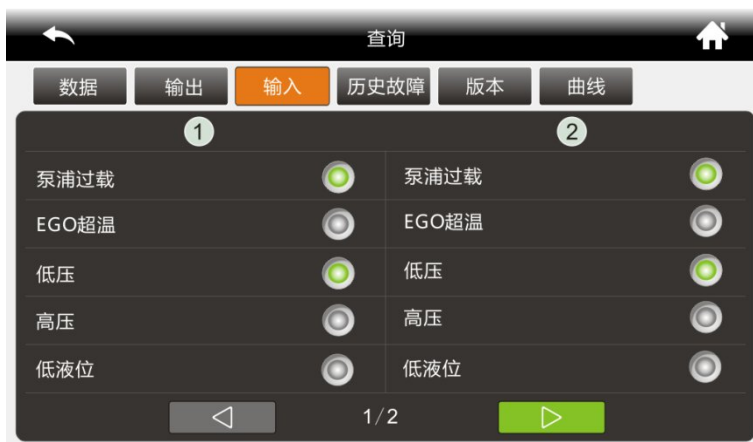 查询
数据 输出 输入 历史故障 版本 曲线
1 2
泵浦过载 泵浦过载
EGO超温 EGO超温
低压 低压
高压 高压
低液位 低液位
1/2